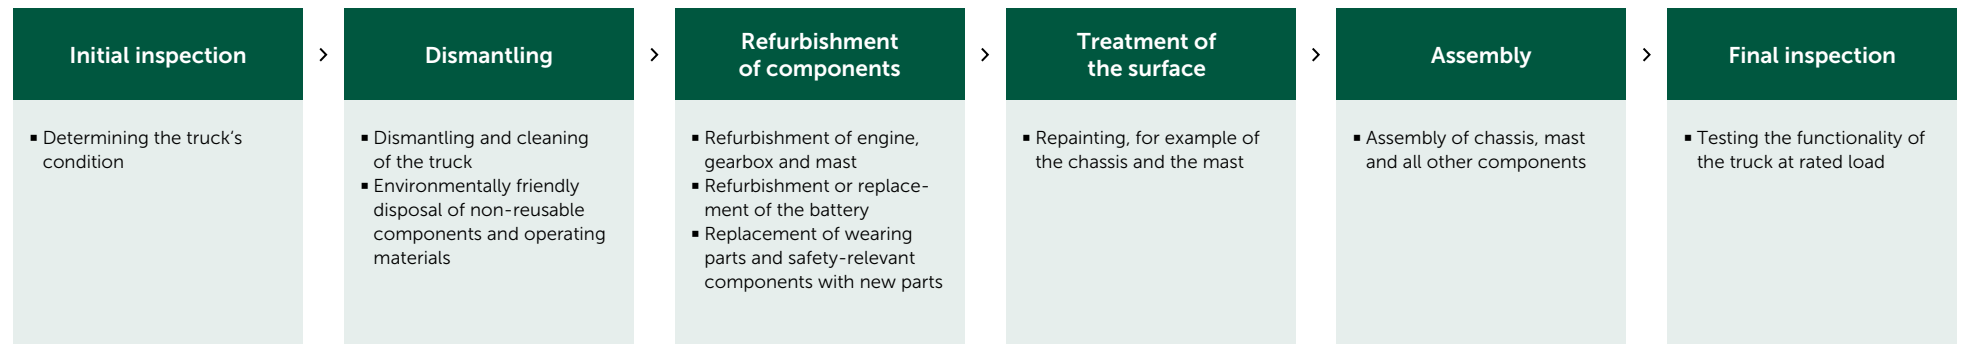 Initial inspection
▪ Determining the truck‘s
condition
Dismantling
▪ Dismantling and cleaning
of the truck
▪ Environmentally friendly
disposal of non-reusable
components and operating
materials
Refurbishment
of components
▪ Refurbishment of engine,
gearbox and mast
▪ Refurbishment or replace-
ment of the battery
▪ Replacement of wearing
parts and safety-relevant
components with new parts
Treatment of
the surface
▪ Repainting, for example of
the chassis and the mast
Assembly
▪ Assembly of chassis, mast
and all other components
Final inspection
▪ Testing the functionality of
the truck at rated load